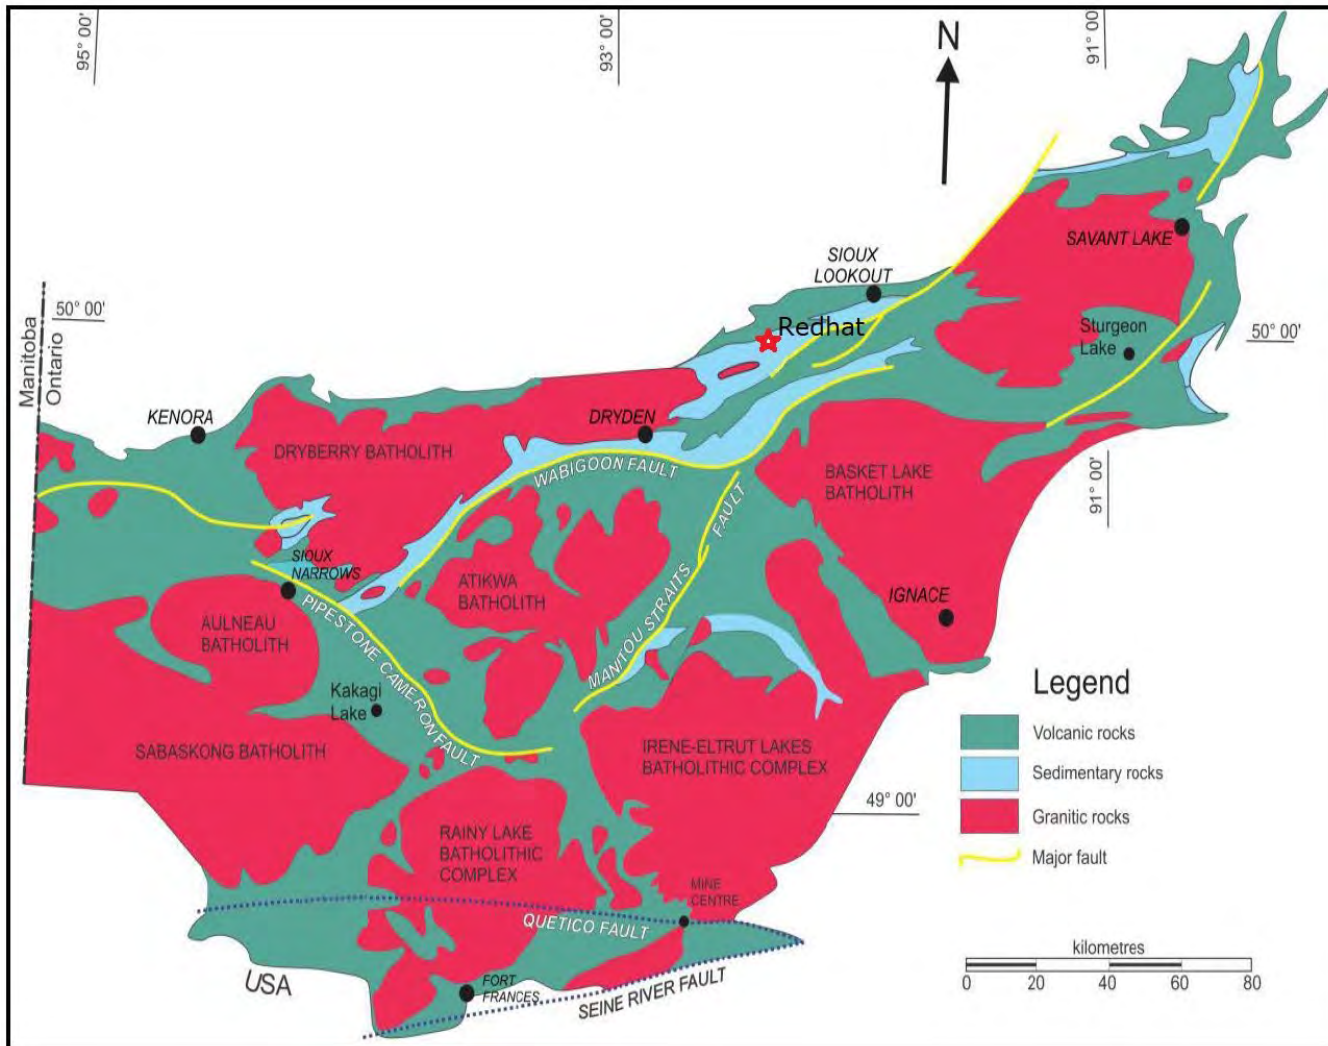 95° 00'
93° 00'
91° 00'
N
SAVANT LAKE
SIOUX
LOOKOUT
50° 00'
Redhat
Sturgeon
Lake
50° 00'
Manitoba
Ontario
KENORA
DRYDEN
DRYBERRY BATHOLITH
WABIGOON FAULT
BASKET LAKE
BATHOLITH
91° 00'
MANITOU STRAITS FAULT
SIOUX
NARROWS
ATIKWA
BATHOLITH
IGNACE
AULNEAU
BATHOLITH
PIPESTONE CAMERON FAULT
Kakagi
Lake
SABASKONG BATHOLITH
IRENE-ELTRUT LAKES
BATHOLITHIC COMPLEX
Legend
Volcanic rocks
Sedimentary rocks
Granitic rocks
Major fault
49° 00'
RAINY LAKE
BATHOLITHIC
COMPLEX
MINE
CENTRE
QUETICO FAULT
USA
FORT
FRANCES
SEINE RIVER FAULT
kilometres
0 20 40 60 80